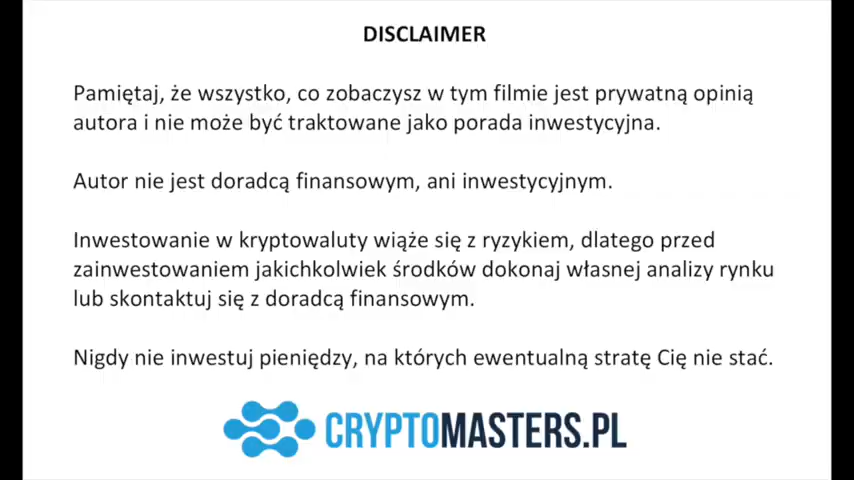 DISCLAIMER
Pamiętaj, że wszystko, co zobaczysz w tym filmie jest prywatną opinią
autora i nie może być traktowane jako porada inwestycyjna.
Autor nie jest doradcą finansowym, ani inwestycyjnym.
Inwestowanie w kryptowaluty wiąże się z ryzykiem, dlatego przed
zainwestowaniem jakichkolwiek środków dokonaj własnej analizy rynku
lub skontaktuj się z doradcą finansowym.
Nigdy nie inwestuj pieniędzy, na których ewentualną stratę Cię nie stać.
CRYPTOMASTERS.PL